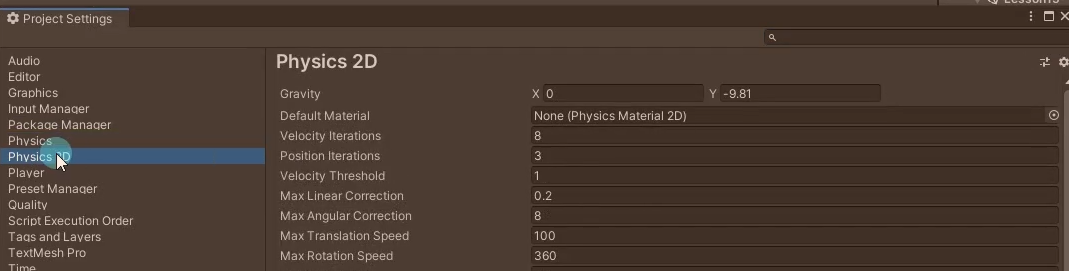 Project Settings
Audio
Editor
Graphics
Input Manager
Package Manager
Physics
Physics 2D
Player
Preset Manager
Quality
Script Execution Order
Tags and Layers
TextMesh Pro
Time
Physics 2D
Gravity X 0 Y -9.81
Default Material None (Physics Material 2D)
Velocity Iterations 8
Position Iterations 3
Velocity Threshold 1
Max Linear Correction 0.2
Max Angular Correction 8
Max Translation Speed 100
Max Rotation Speed 360